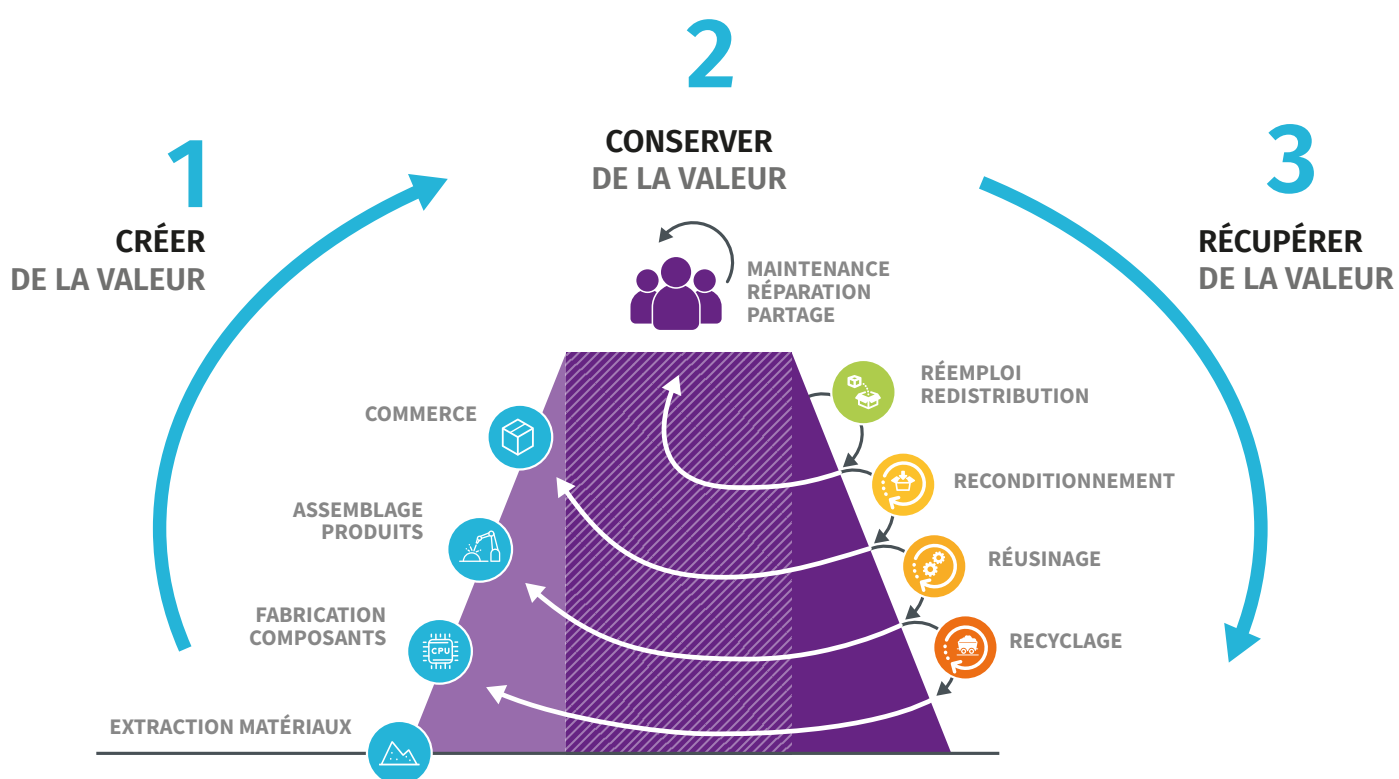 1
CRÉER
DE LA VALEUR
2
CONSERVER
DE LA VALEUR
3
RÉCUPÉRER
DE LA VALEUR
MAINTENANCE
RÉPARATION
PARTAGE
COMMERCE
ASSEMBLAGE
PRODUITS
FABRICATION
COMPOSANTS
CPU
EXTRACTION MATÉRIAUX
RÉEMPLOI
REDISTRIBUTION
RECONDITIONNEMENT
RÉUSINAGE
RECYCLAGE